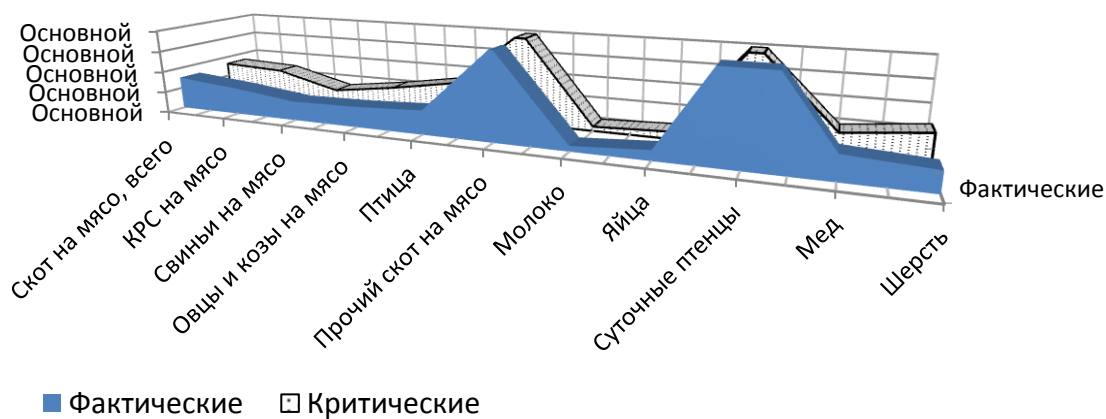 Основной
Основной
Основной
Основной
Основной
Скот на мясо, всего
КРС на мясо
Свиньи на мясо
Овцы и козы на мясо
Птица
Прочий скот на мясо
Молоко
Яйца
Суточные птенцы
Мед
Шерсть
Фактические
Фактические
Критические